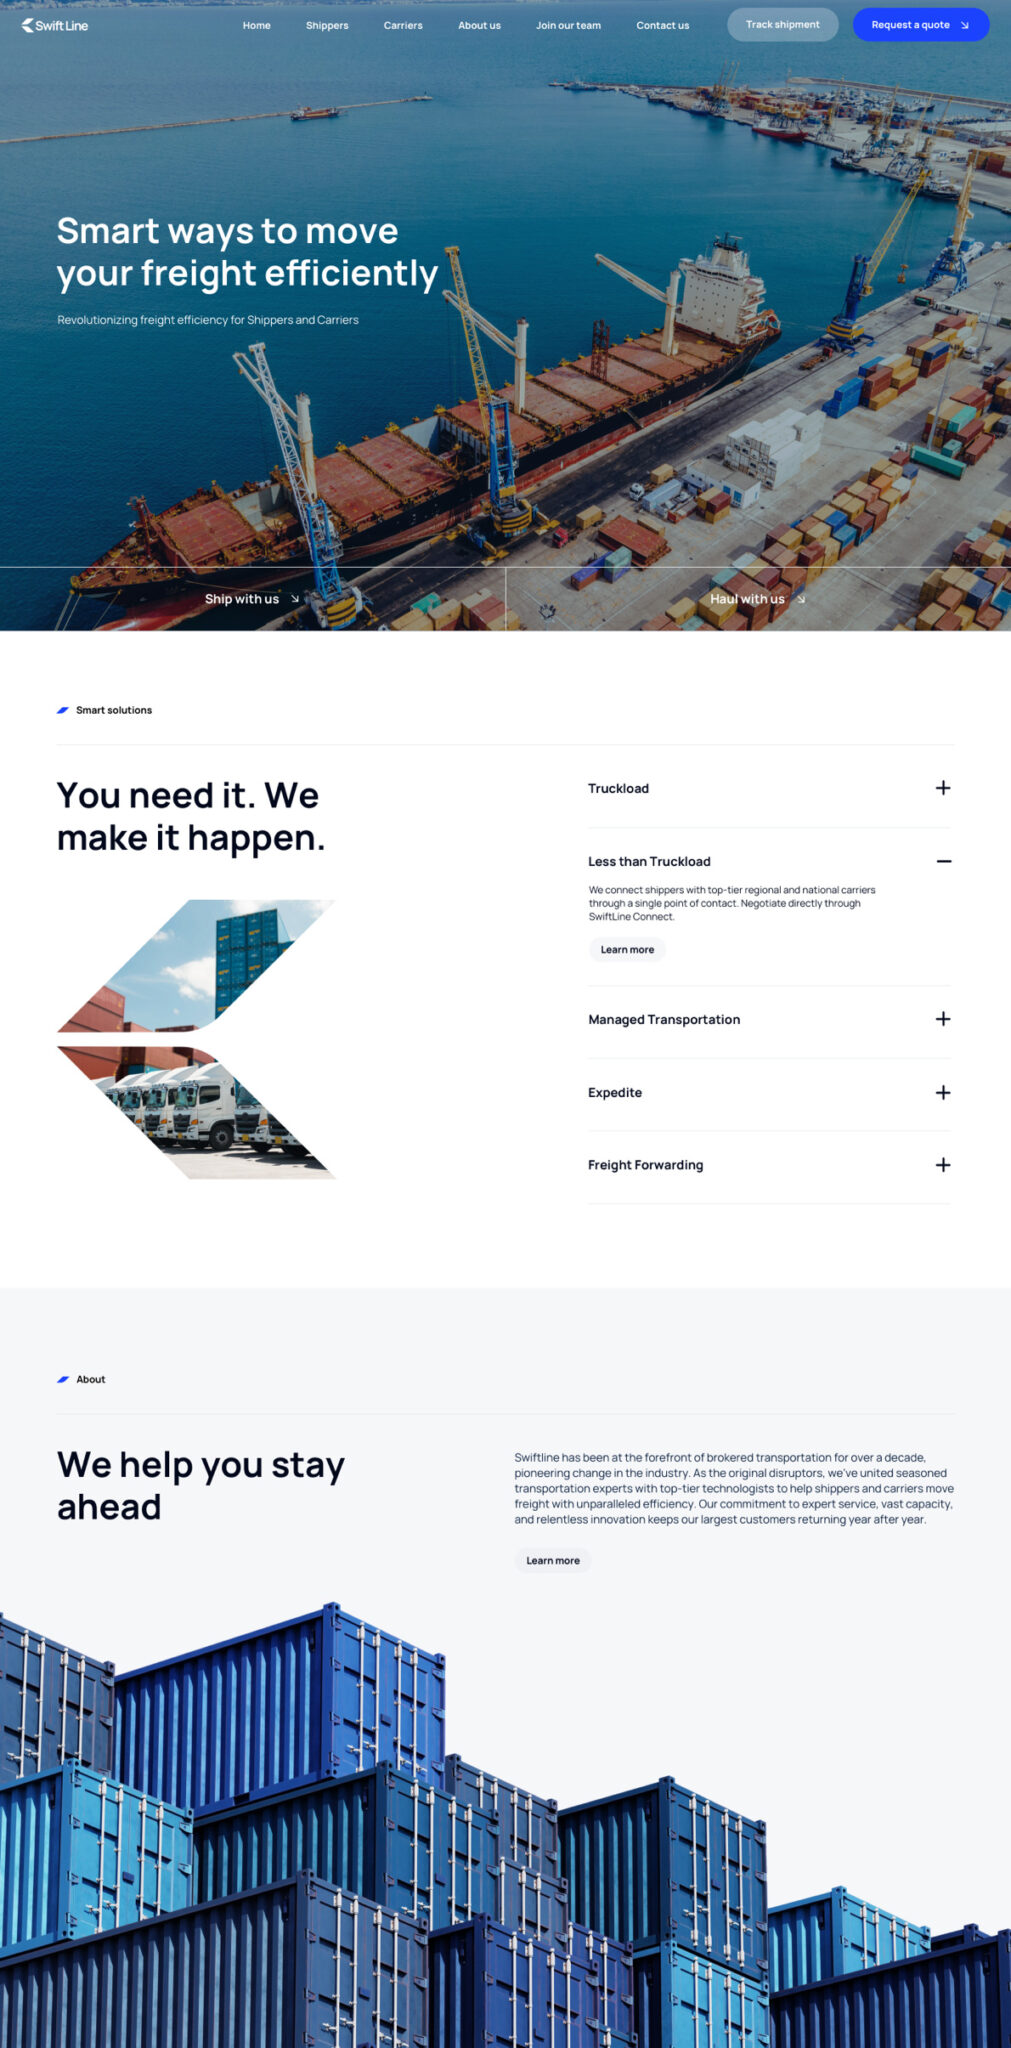 Swift Line
Home
Shippers
Carriers
About us
Join our team
Contact us
Track shipment
Request a quote
Smart ways to move
your freight efficiently
Revolutionizing freight efficiency for Shippers and Carriers
Ship with us
Haul with us
Smart solutions
You need it. We
make it happen.
Truckload
Less than Truckload
We connect shippers with top-tier regional and national carriers
through a single point of contact. Negotiate directly through
SwiftLine Connect.
Learn more
Managed Transportation
Expedite
Freight Forwarding
About
We help you stay
ahead
Swiftline has been at the forefront of brokered transportation for over a decade,
pioneering change in the industry. As the original disruptors, we've united seasoned
transportation experts with top-tier technologists to help shippers and carriers move
freight with unparalleled efficiency. Our commitment to expert service, vast capacity,
and relentless innovation keeps our largest customers returning year after year.
Learn more